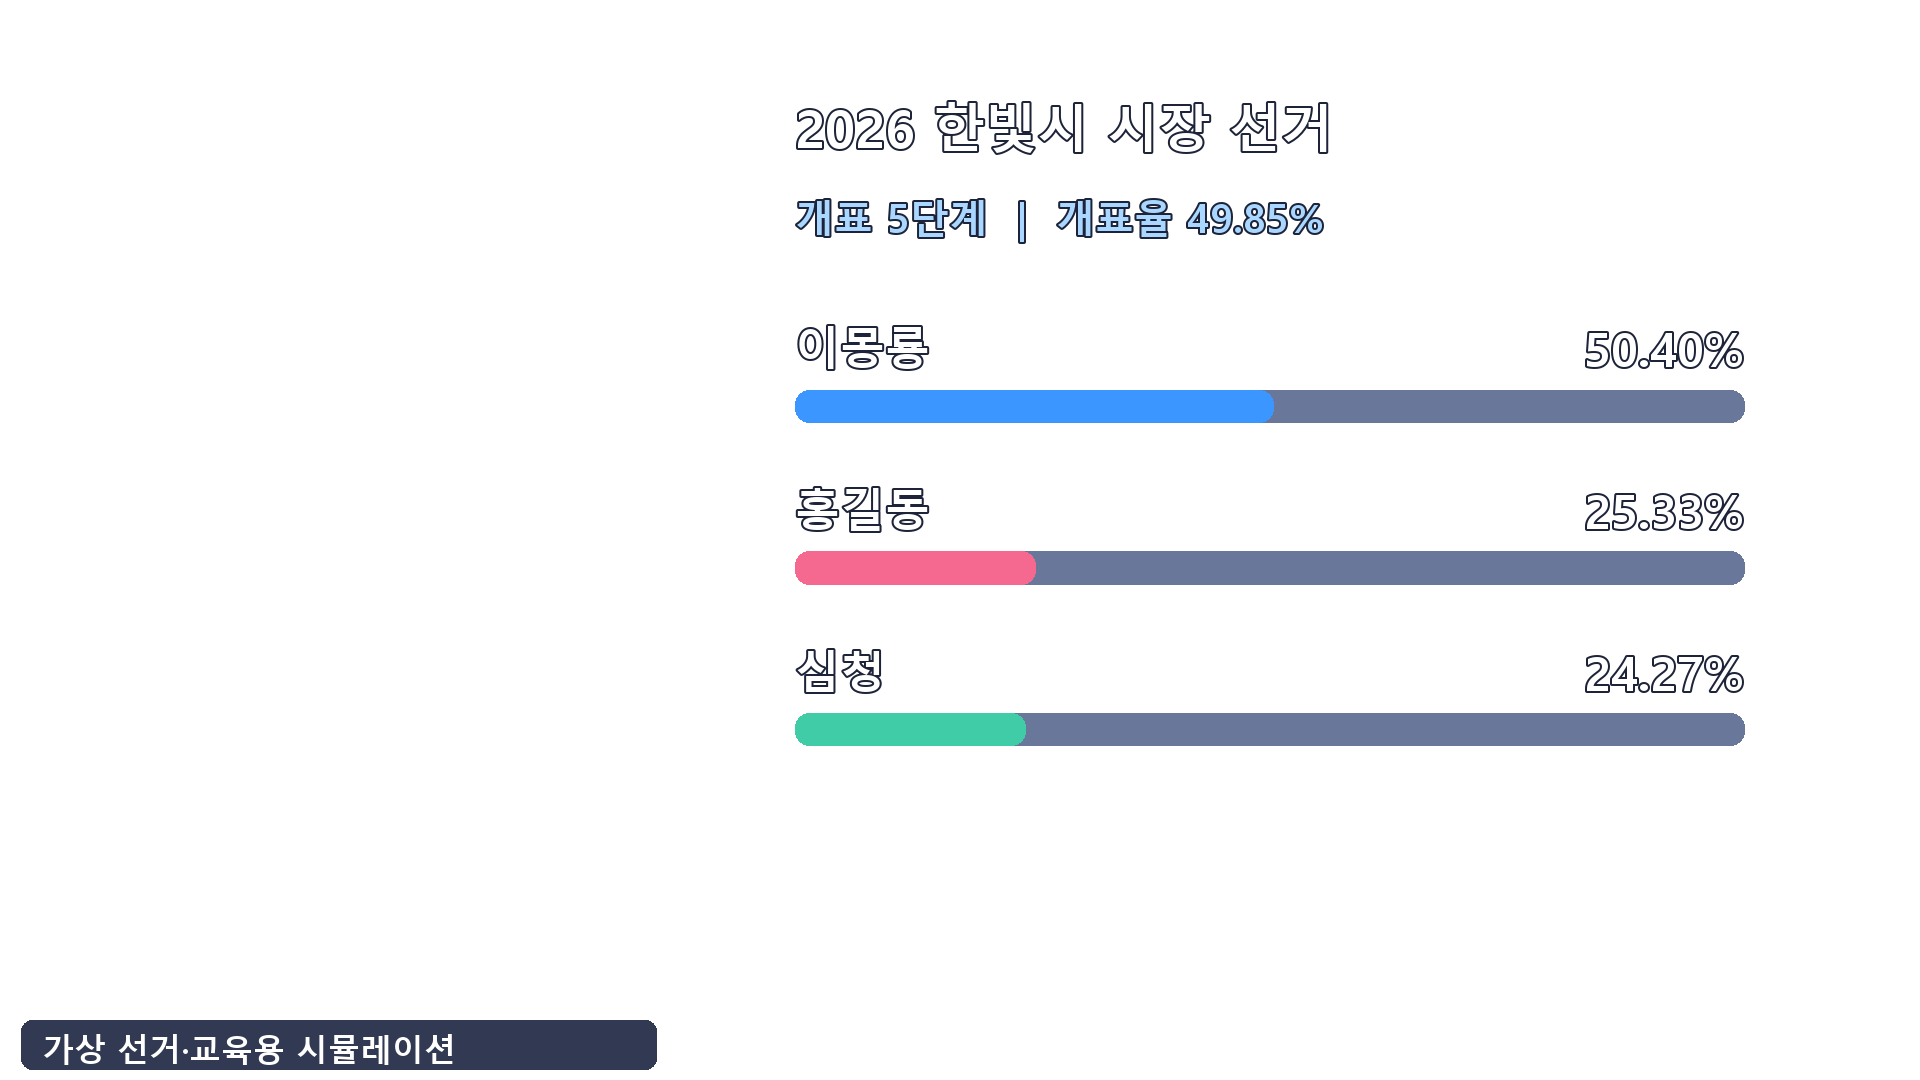 2026 한빛시 시장 선거
개표 5단계 | 개표율 49.85%
이몽룡 50.40%
홍길동 25.33%
심청 24.27%
가상 선거·교육용 시뮬레이션